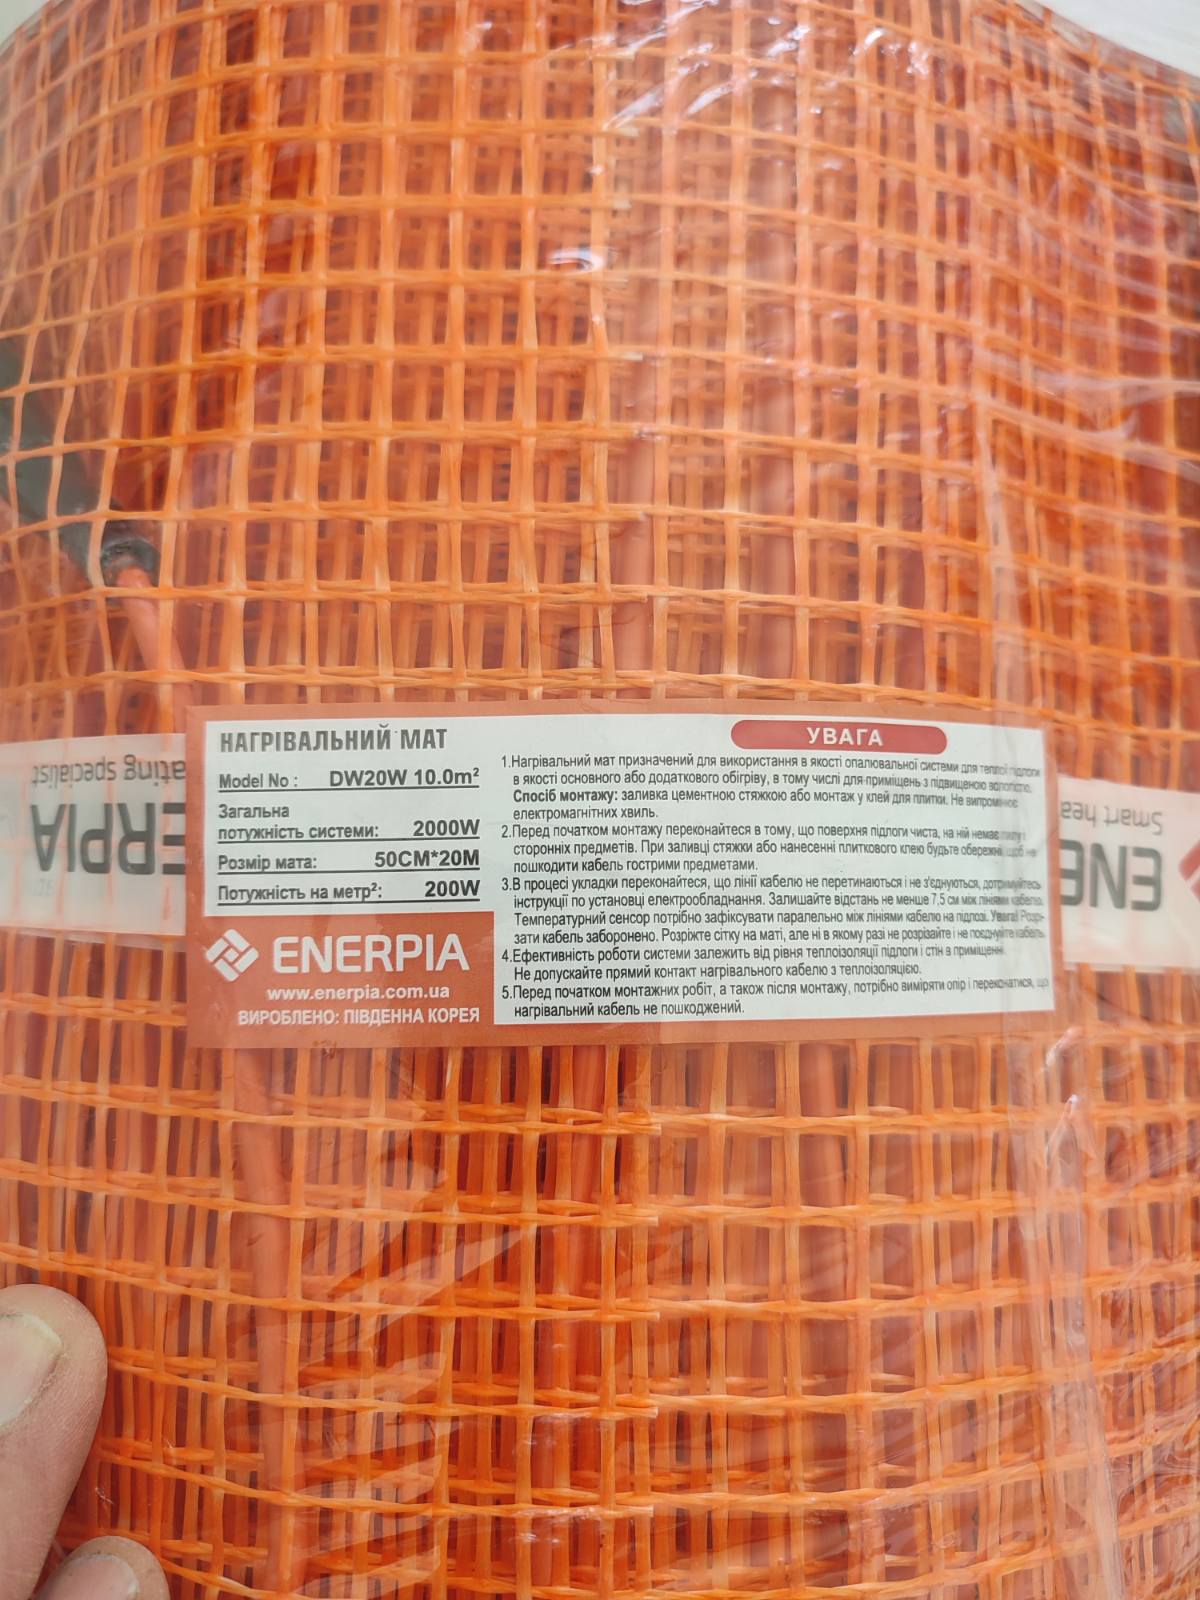 НАГРІВАЛЬНИЙ МАТ
Model No : DW20W 10.0m²
Загальна
потужність системи: 2000W
Розмір мата: 50CM*20M
Потужність на метр²: 200W
ENERPIA
www.enerpia.com.ua
ВИРОБЛЕНО: ПІВДЕННА КОРЕЯ
УВАГА
1.Нагрівальний мат призначений для використання в якості опалювальної системи для теплої підлоги
в якості основного або додаткового обігріву, в тому числі для приміщень з підвищеною вологістю.
Спосіб монтажу: заливка цементною стяжкою або монтаж у клей для плитки. Не випромінює
електромагнітних хвиль.
2.Перед початком монтажу переконайтеся в тому, що поверхня підлоги чиста, на ній немає пилу і
сторонніх предметів. При заливці стяжки або нанесенні плиткового клею будьте обережні, щоб не
пошкодити кабель гострими предметами.
3.В процесі укладки переконайтеся, що лінії кабелю не перетинаються і не з'єднуються, дотримуйтесь
інструкції по установці електрообладнання. Залишайте відстань не менше 7,5 см між лініями кабелю.
Температурний сенсор потрібно зафіксувати паралельно між лініями кабелю на підлозі. Увага! Розрі-
зати кабель заборонено. Розріжте сітку на маті, але ні в якому разі не розрізайте і не поєднуйте кабель.
4.Ефективність роботи системи залежить від рівня теплоізоляції підлоги і стін в приміщенні.
Не допускайте прямий контакт нагрівального кабелю з теплоізоляцією.
5.Перед початком монтажних робіт, а також після монтажу, потрібно виміряти опір і переконатися, що
нагрівальний кабель не пошкоджений.
ating specialist
ERPIA
Smart hea
ENE